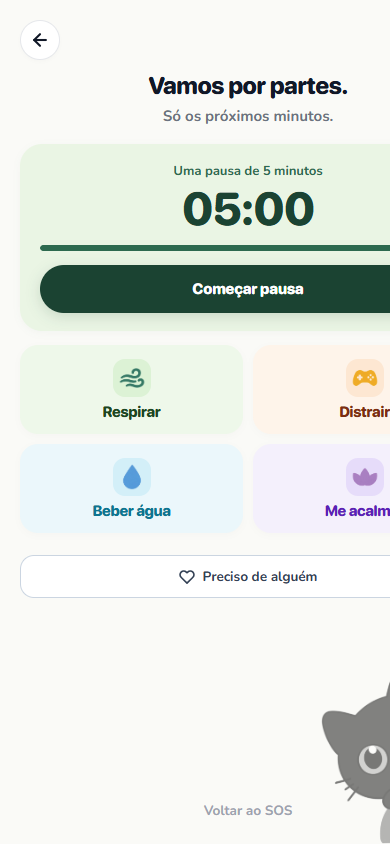 Vamos por partes.
Só os próximos minutos.
Uma pausa de 5 minutos
05:00
Começar pausa
Respirar
Distrair
Beber água
Me acalm
Preciso de alguém
Voltar ao SOS